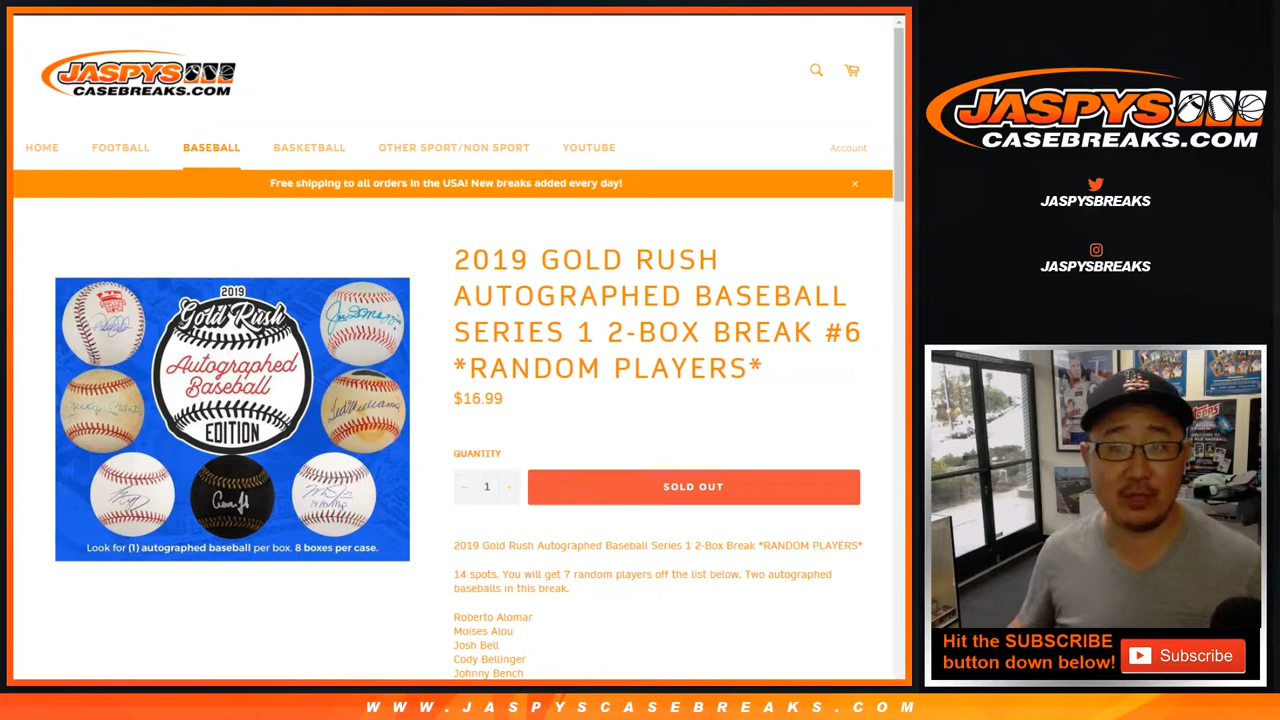 JASPYS
CASEBREAKS.COM
HOME
FOOTBALL
BASEBALL
BASKETBALL
OTHER SPORT/NON SPORT
YOUTUBE
Account
Free shipping to all orders in the USA! New breaks added every day!
×
2019
Gold Rush
Autographed
Baseball
EDITION
Look for (1) autographed baseball per box. 8 boxes per case.
2019 GOLD RUSH
AUTOGRAPHED BASEBALL
SERIES 1 2-BOX BREAK #6
*RANDOM PLAYERS*
$16.99
QUANTITY
− 1 +
SOLD OUT
2019 Gold Rush Autographed Baseball Series 1 2-Box Break *RANDOM PLAYERS*
14 spots. You will get 7 random players off the list below. Two autographed
baseballs in this break.
Roberto Alomar
Moises Alou
Josh Bell
Cody Bellinger
Johnny Bench
JASPYS
CASEBREAKS.COM
JASPYSBREAKS
JASPYSBREAKS
Hit the SUBSCRIBE
button down below!
Subscribe
WWW.JASPYSCASEBREAKS.COM